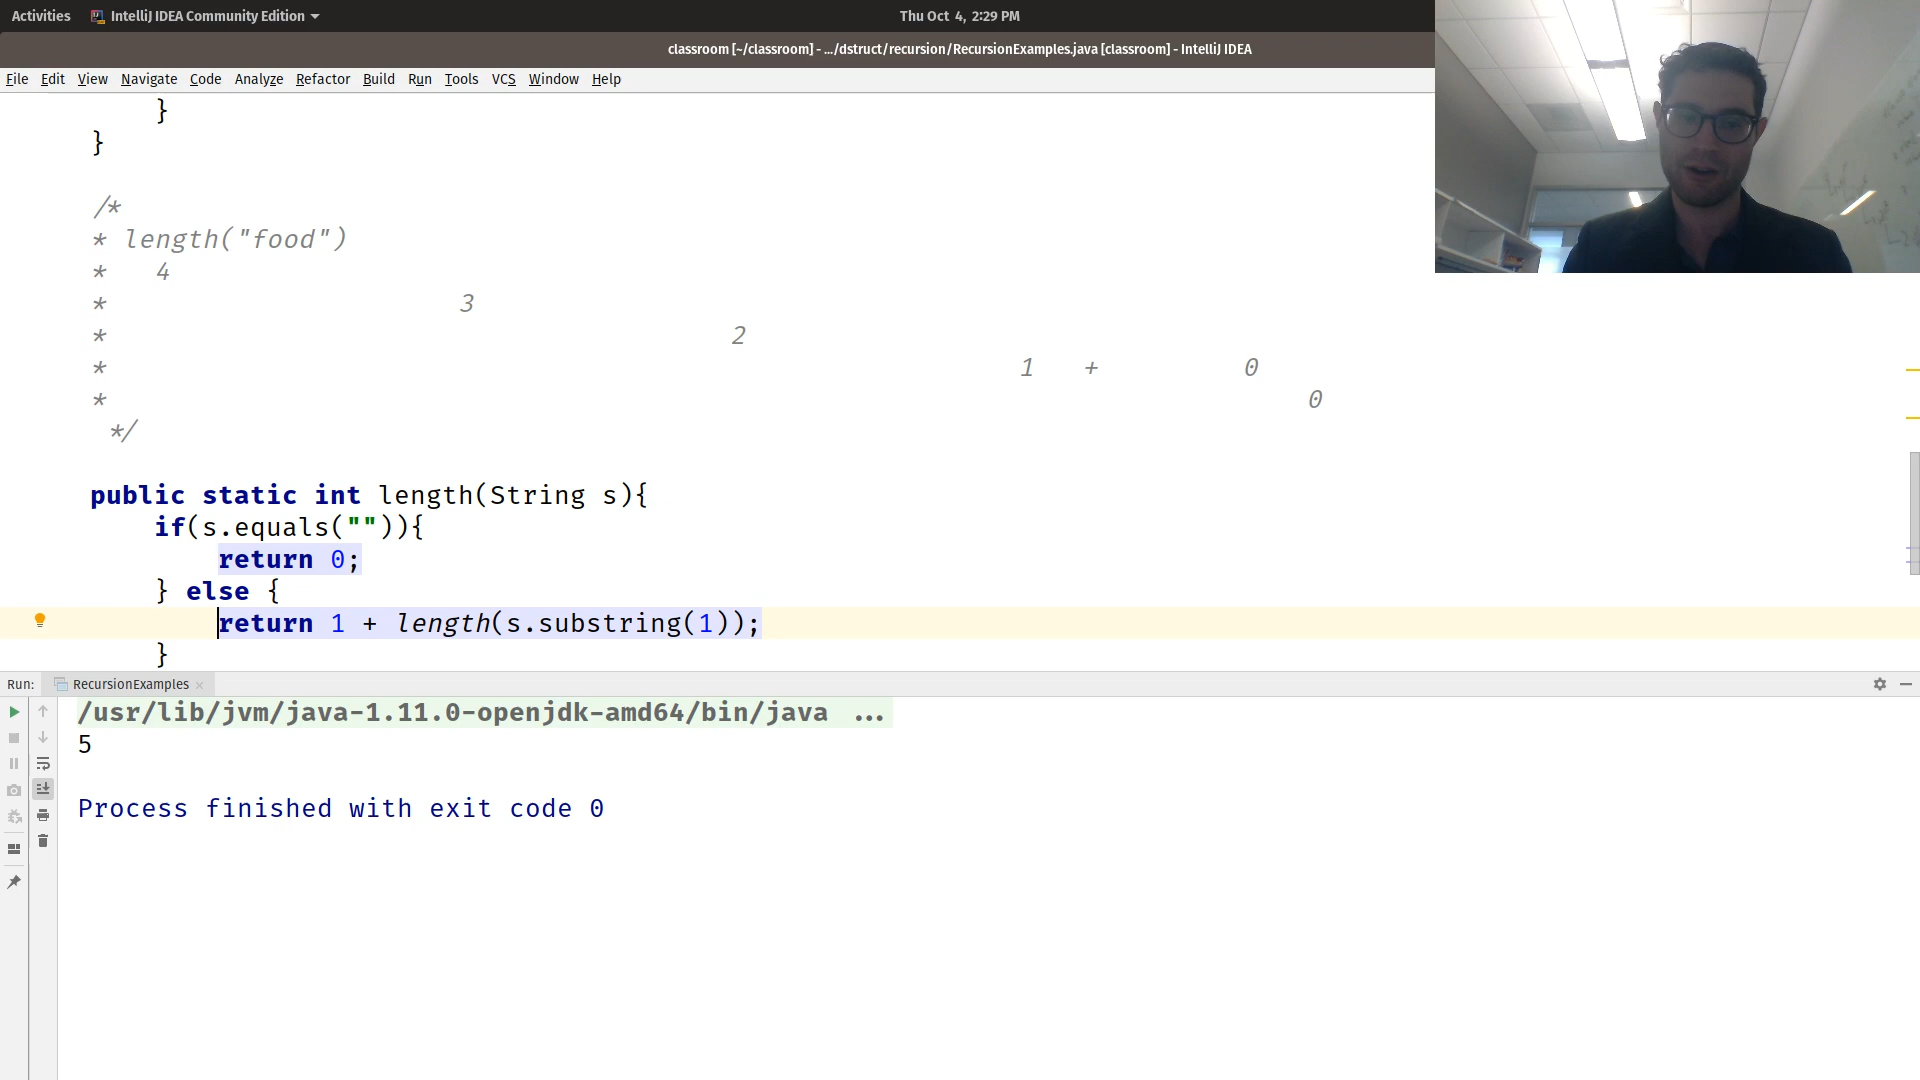 Activities IntelliJ IDEA Community Edition Thu Oct 4, 2:29 PM
classroom [~/classroom] - .../dstruct/recursion/RecursionExamples.java [classroom] - IntelliJ IDEA
File Edit View Navigate Code Analyze Refactor Build Run Tools VCS Window Help
}
}
/*
* length("food")
* 4
* 3
* 2
* 1 + 0
* 0
*/
public static int length(String s){
if(s.equals("")){
return 0;
} else {
return 1 + length(s.substring(1));
}
Run: RecursionExamples
/usr/lib/jvm/java-1.11.0-openjdk-amd64/bin/java ...
5
Process finished with exit code 0